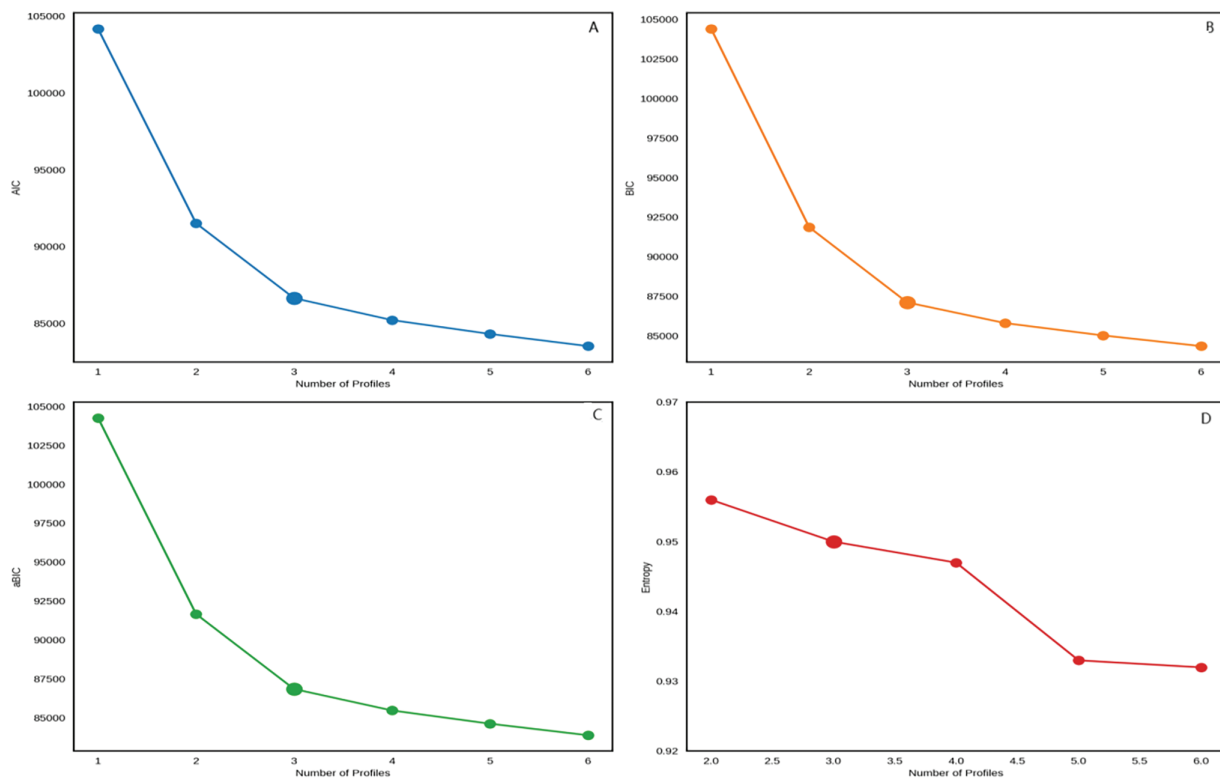 A
105000
100000
95000
90000
85000
AIC
1 2 3 4 5 6
Number of Profiles
B
105000
102500
100000
97500
95000
92500
90000
87500
85000
BIC
1 2 3 4 5 6
Number of Profiles
C
105000
102500
100000
97500
95000
92500
90000
87500
85000
aBIC
1 2 3 4 5 6
Number of Profiles
D
0.97
0.96
0.95
0.94
0.93
0.92
Entropy
2.0 2.5 3.0 3.5 4.0 4.5 5.0 5.5 6.0
Number of Profiles